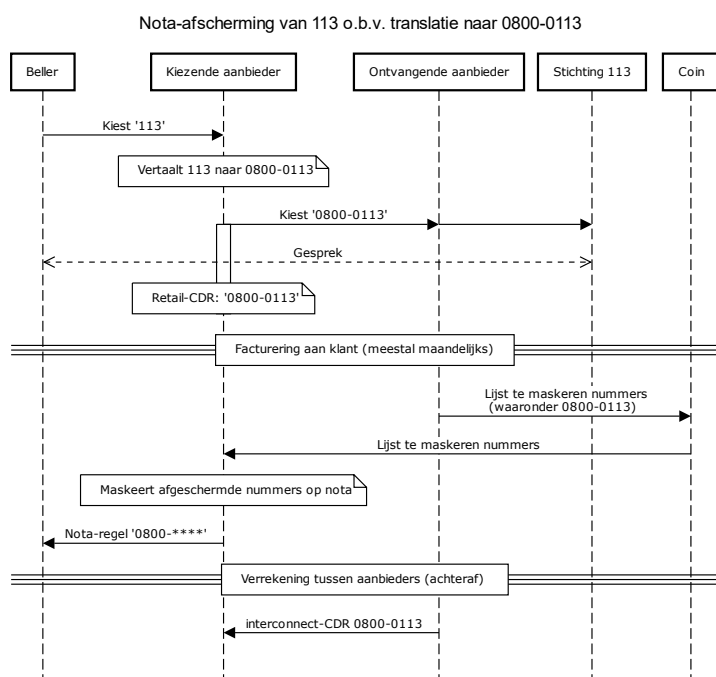 Nota-afscherming van 113 o.b.v. translatie naar 0800-0113
Beller
Kiezende aanbieder
Ontvangende aanbieder
Stichting 113
Coin
Kiest '113'
Vertaalt 113 naar 0800-0113
Kiest '0800-0113'
Gesprek
Retail-CDR: '0800-0113'
Facturering aan klant (meestal maandelijks)
Lijst te maskeren nummers
(waaronder 0800-0113)
Lijst te maskeren nummers
Maskeert afgeschermde nummers op nota
Nota-regel '0800-****'
Verrekening tussen aanbieders (achteraf)
interconnect-CDR 0800-0113